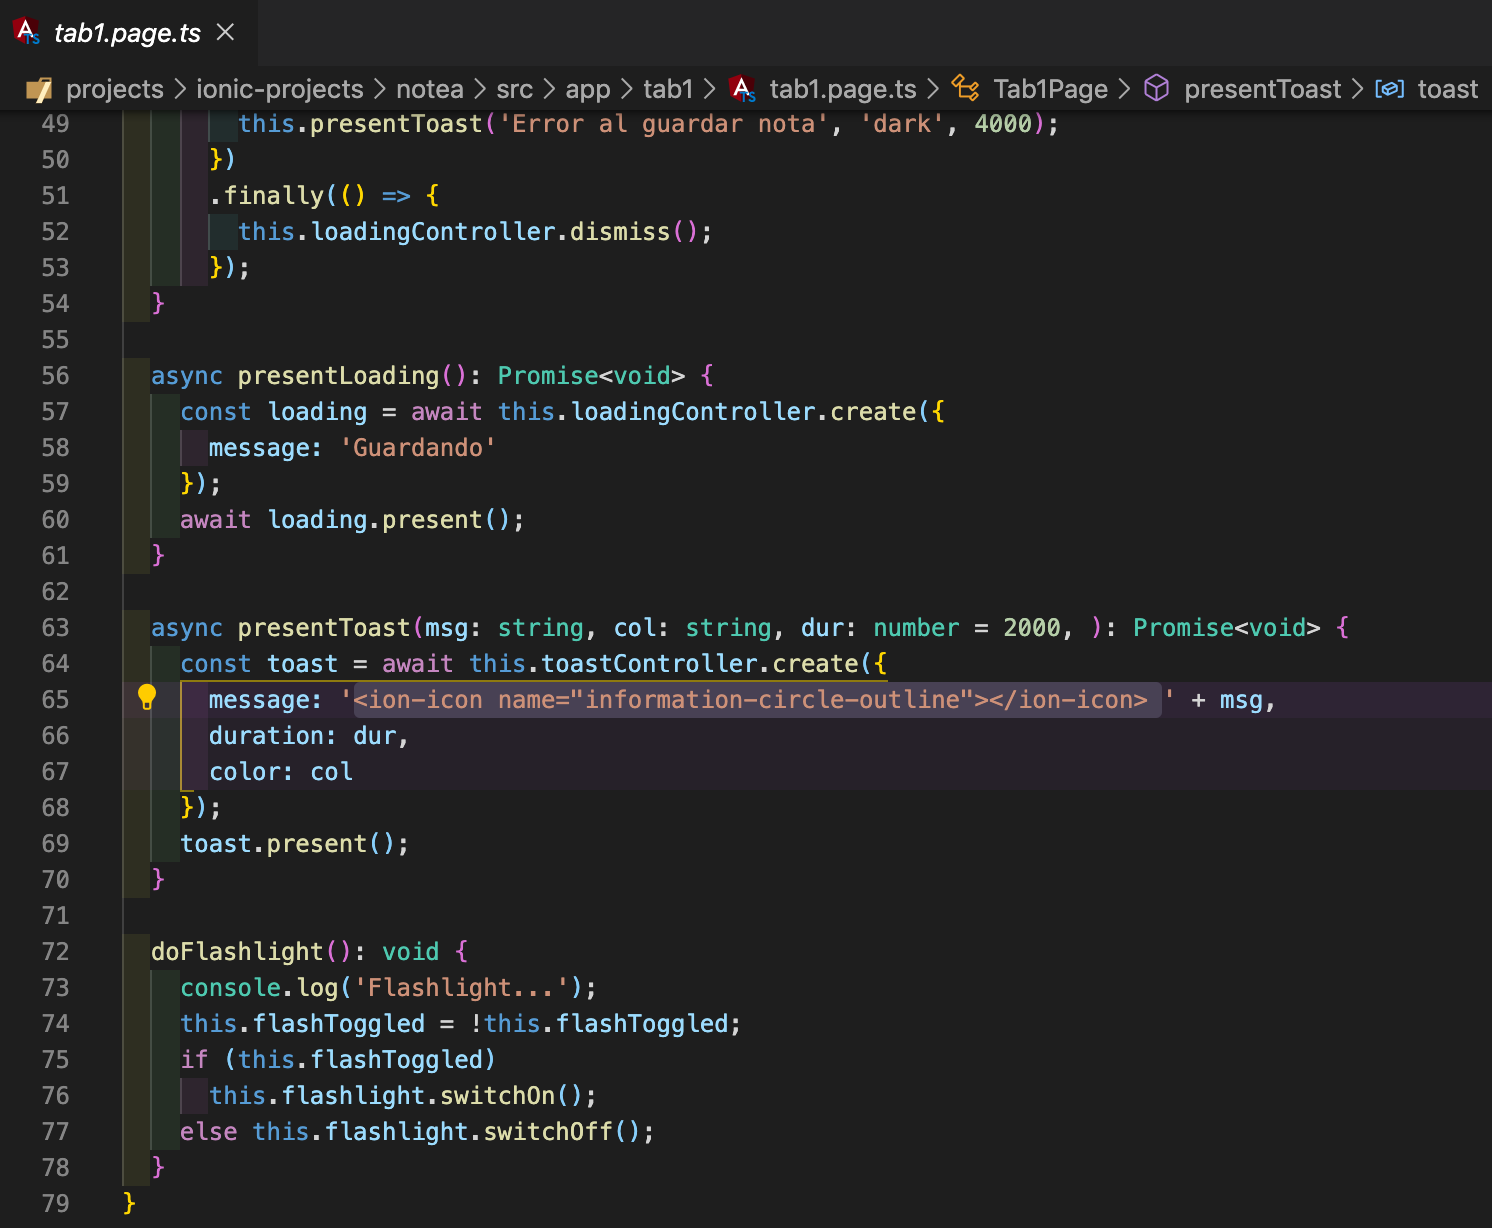 tab1.page.ts
projects > ionic-projects > notea > src > app > tab1 > tab1.page.ts > Tab1Page > presentToast > toast
49 this.presentToast('Error al guardar nota', 'dark', 4000);
50 })
51 .finally(() => {
52 this.loadingController.dismiss();
53 });
54 }
55
56 async presentLoading(): Promise<void> {
57 const loading = await this.loadingController.create({
58 message: 'Guardando'
59 });
60 await loading.present();
61 }
62
63 async presentToast(msg: string, col: string, dur: number = 2000, ): Promise<void> {
64 const toast = await this.toastController.create({
65 message: '<ion-icon name="information-circle-outline"></ion-icon> ' + msg,
66 duration: dur,
67 color: col
68 });
69 toast.present();
70 }
71
72 doFlashlight(): void {
73 console.log('Flashlight...');
74 this.flashToggled = !this.flashToggled;
75 if (this.flashToggled)
76 this.flashlight.switchOn();
77 else this.flashlight.switchOff();
78 }
79 }